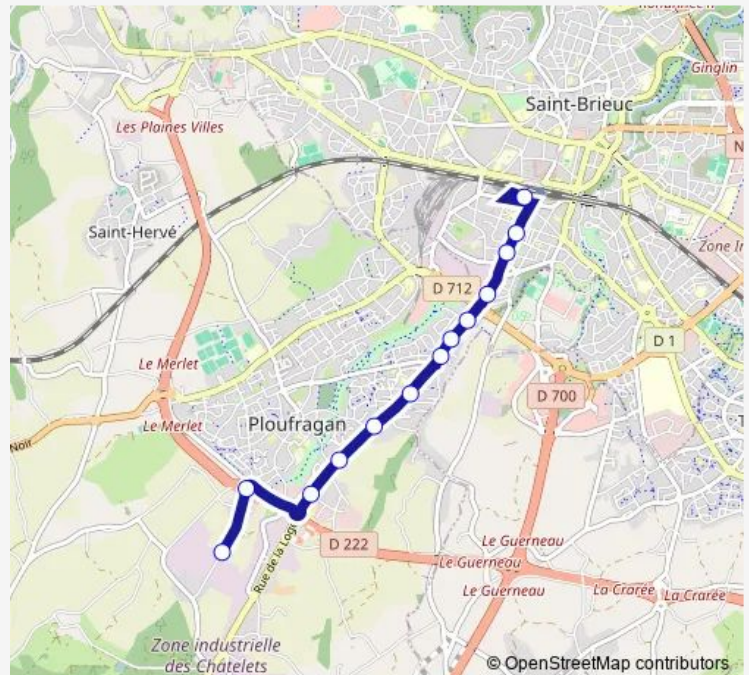 Ginglin
Saint-Brieuc
Les Plaines Villes
N
Saint-Hervé
Zone In
D 712
D 1
Le Merlet
D 700
Ploufragan
Le Merlet
Noir
Rue de la Logi
D 222
Le Guerneau
Le Guerneau
Le Guerneau
La Crarée
La Crarée
Zone industrielle
des Châtelets
© OpenStreetMap contributors